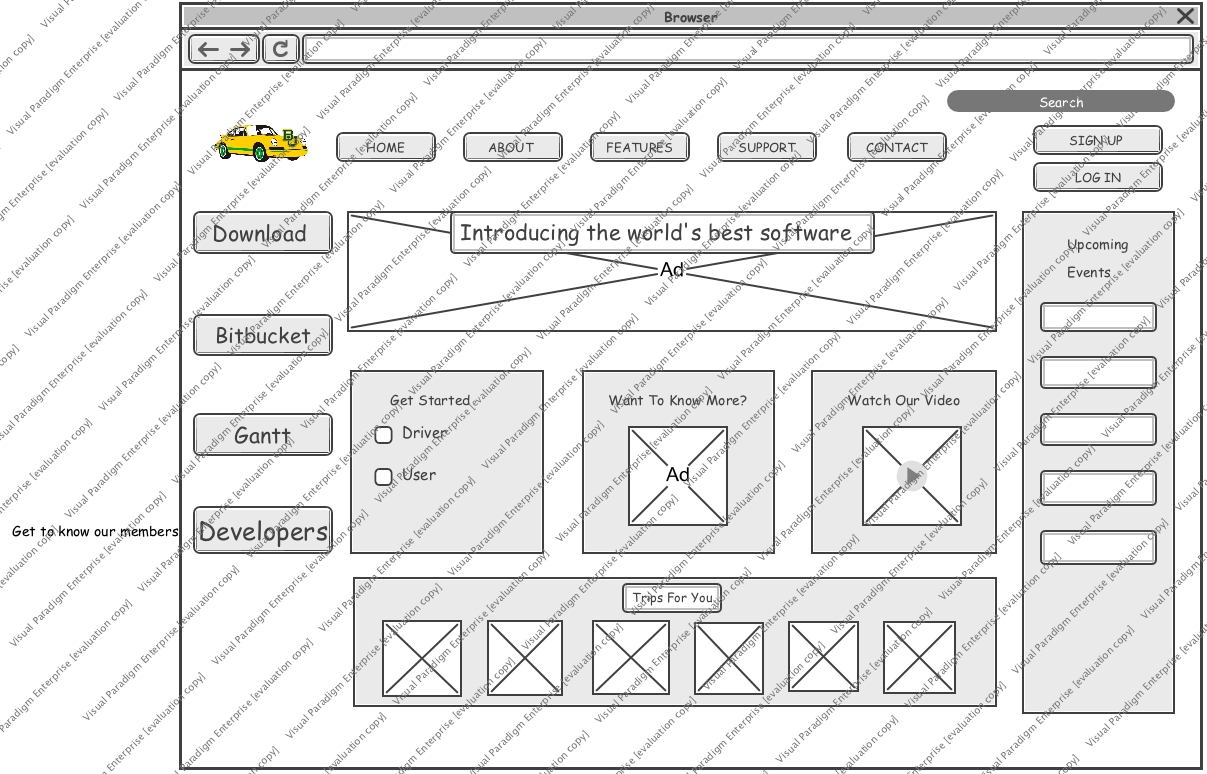 Browser
Search
B
HOME
ABOUT
FEATURES
SUPPORT
CONTACT
SIGN UP
LOG IN
Download
Introducing the world's best software
Ad
Upcoming
Events
Bitbucket
Get Started
Want To Know More?
Watch Our Video
Driver
Gantt
User
Ad
Get to know our members
Developers
Trips For You
Visual Paradigm Enterprise [evaluation copy]